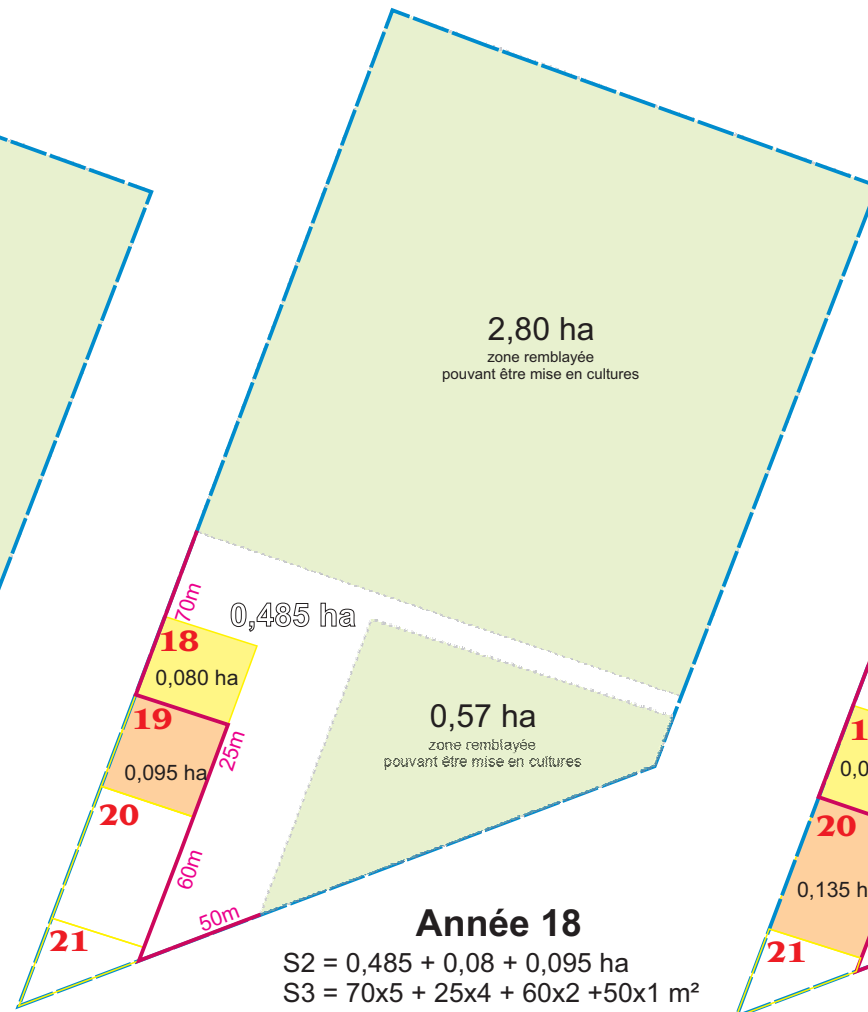 2,80 ha
zone remblayée
pouvant être mise en cultures
70m
0,485 ha
18
0,080 ha
19
0,095 ha
25m
0,57 ha
zone remblayée
pouvant être mise en cultures
20
60m
50m
21
Année 18
S2 = 0,485 + 0,08 + 0,095 ha
S3 = 70x5 + 25x4 + 60x2 +50x1 m²
20
0,135 h
21